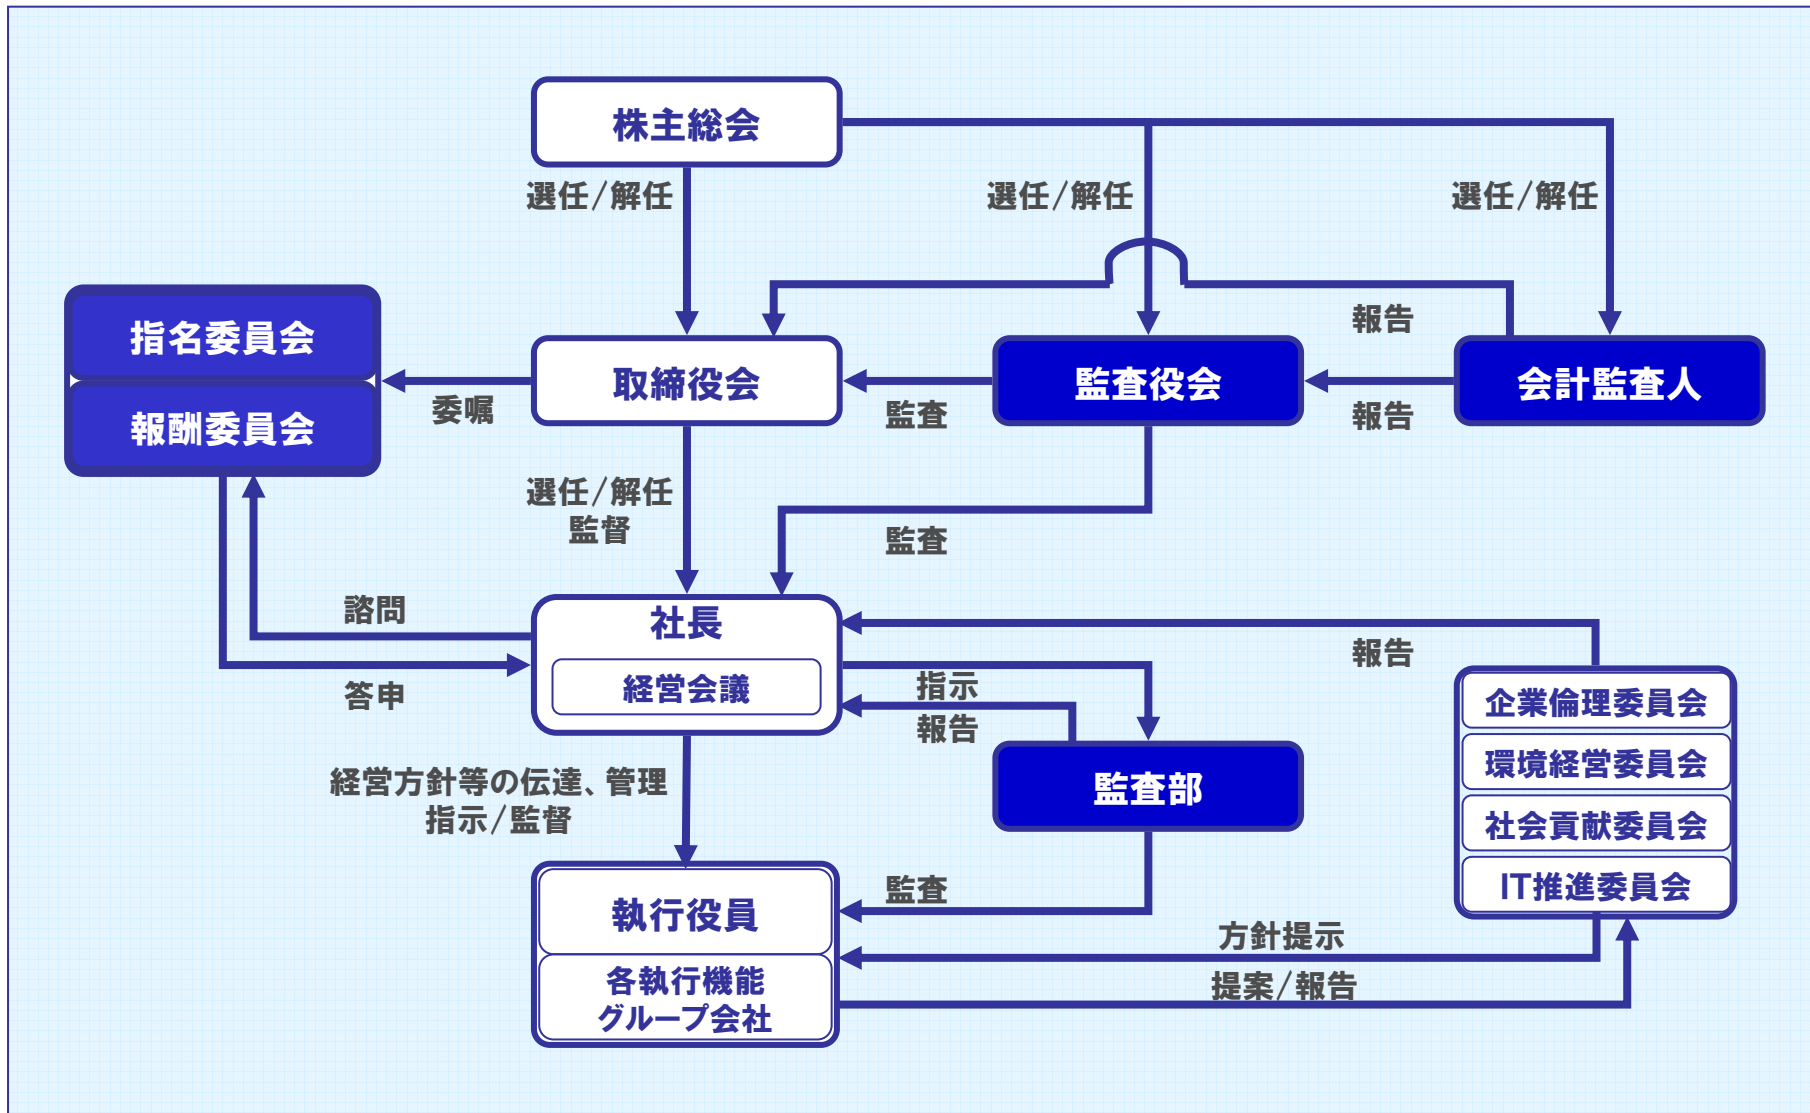 株主総会
選任/解任
選任/解任
選任/解任
報告
指名委員会
報酬委員会
取締役会
監査役会
会計監査人
委嘱
監査
報告
選任/解任
監督
監査
諮問
答申
社長
経営会議
報告
指示
報告
企業倫理委員会
環境経営委員会
社会貢献委員会
IT推進委員会
経営方針等の伝達、管理
指示/監督
監査部
監査
執行役員
各執行機能
グループ会社
方針提示
提案/報告